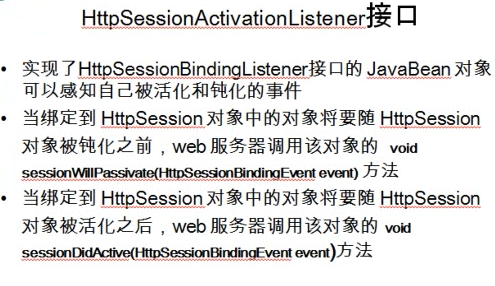 HttpSessionActivationListener接口
• 实现了HttpSessionBindingListener接口的 JavaBean 对象
可以感知自己被活化和钝化的事件
• 当绑定到 HttpSession 对象中的对象将要随 HttpSession
对象被钝化之前，web 服务器调用该对象的 void
sessionWillPassivate(HttpSessionBindingEvent event) 方法
• 当绑定到 HttpSession 对象中的对象将要随 HttpSession
对象被活化之后，web 服务器调用该对象的 void
sessionDidActive(HttpSessionBindingEvent event)方法